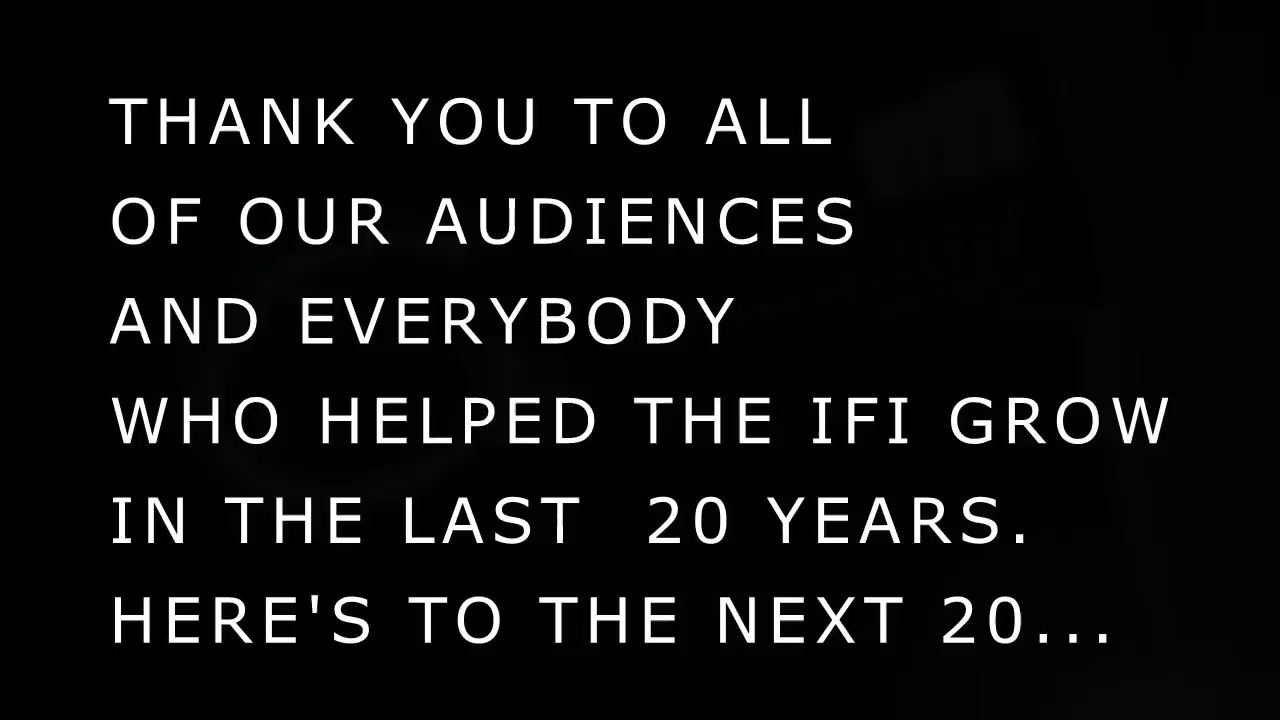 THANK YOU TO ALL
OF OUR AUDIENCES
AND EVERYBODY
WHO HELPED THE IFI GROW
IN THE LAST  20 YEARS.
HERE'S TO THE NEXT 20...